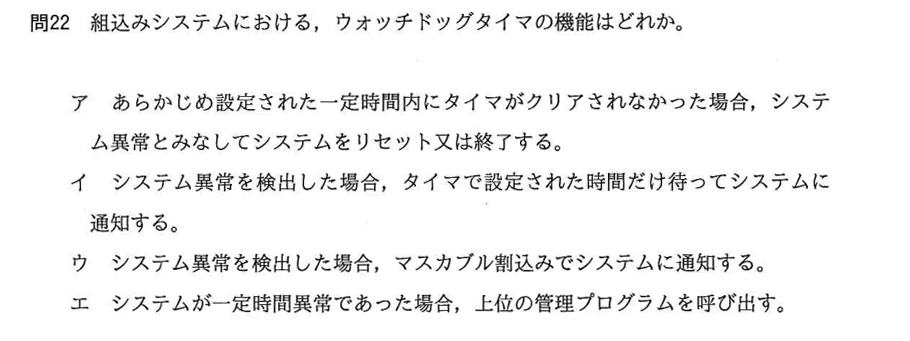 問22 組込みシステムにおける，ウォッチドッグタイマの機能はどれか。
ア あらかじめ設定された一定時間内にタイマがクリアされなかった場合，システ
ム異常とみなしてシステムをリセット又は終了する。
イ システム異常を検出した場合，タイマで設定された時間だけ待ってシステムに
通知する。
ウ システム異常を検出した場合，マスカブル割込みでシステムに通知する。
エ システムが一定時間異常であった場合，上位の管理プログラムを呼び出す。